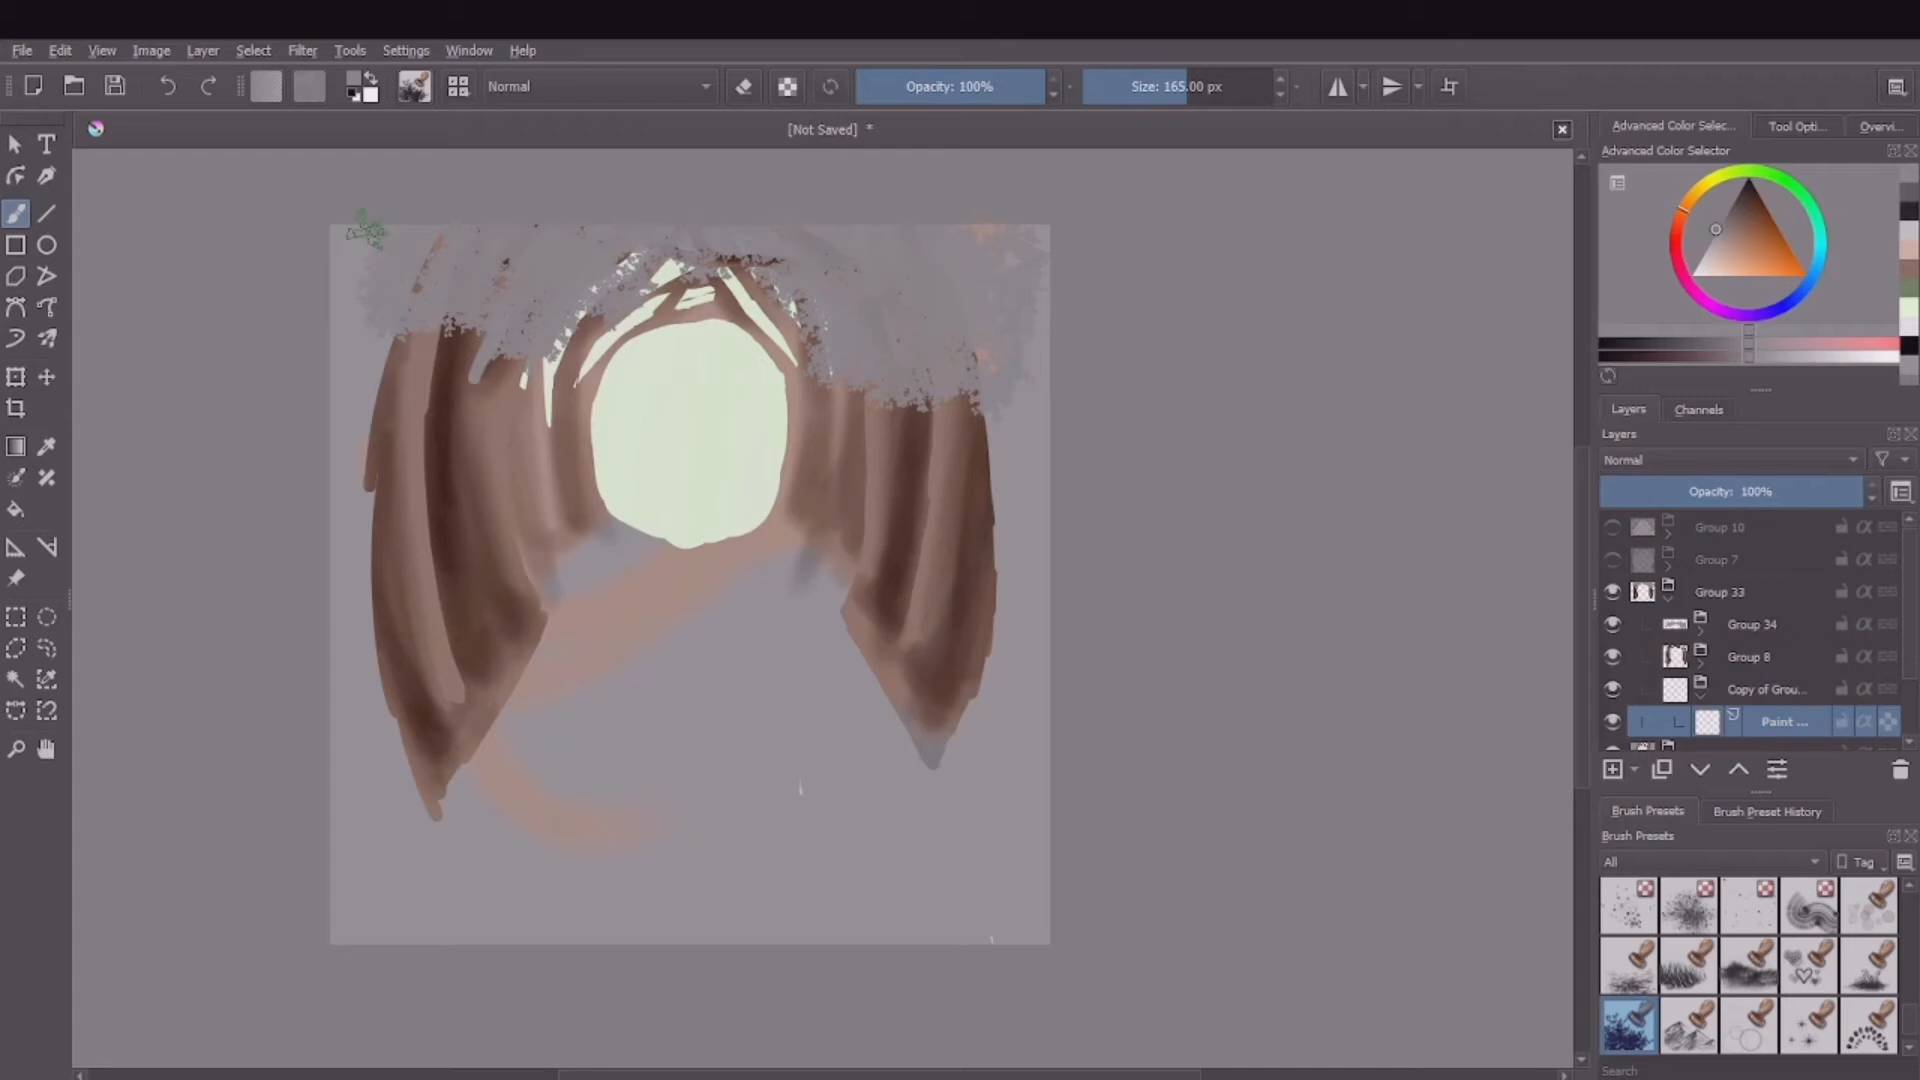 File Edit View Image Layer Select Filter Tools Settings Window Help
Normal Opacity: 100% Size: 165.00 px
[Not Saved] *
Advanced Color Selec... Tool Opti... Overvi...
Advanced Color Selector
Layers Channels
Layers
Normal
Opacity: 100%
Group 10
Group 7
Group 33
Group 34
Group 8
Copy of Grou...
Paint ...
Brush Presets Brush Preset History
Brush Presets
All Tag
Search